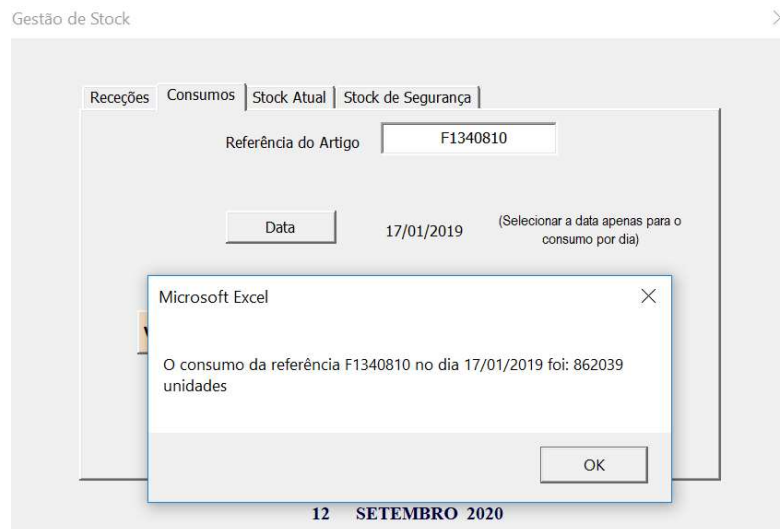 Gestão de Stock
Receções Consumos Stock Atual Stock de Segurança
Referência do Artigo F1340810
Data 17/01/2019 (Selecionar a data apenas para o
consumo por dia)
Microsoft Excel
O consumo da referência F1340810 no dia 17/01/2019 foi: 862039
unidades
OK
12 SETEMBRO 2020